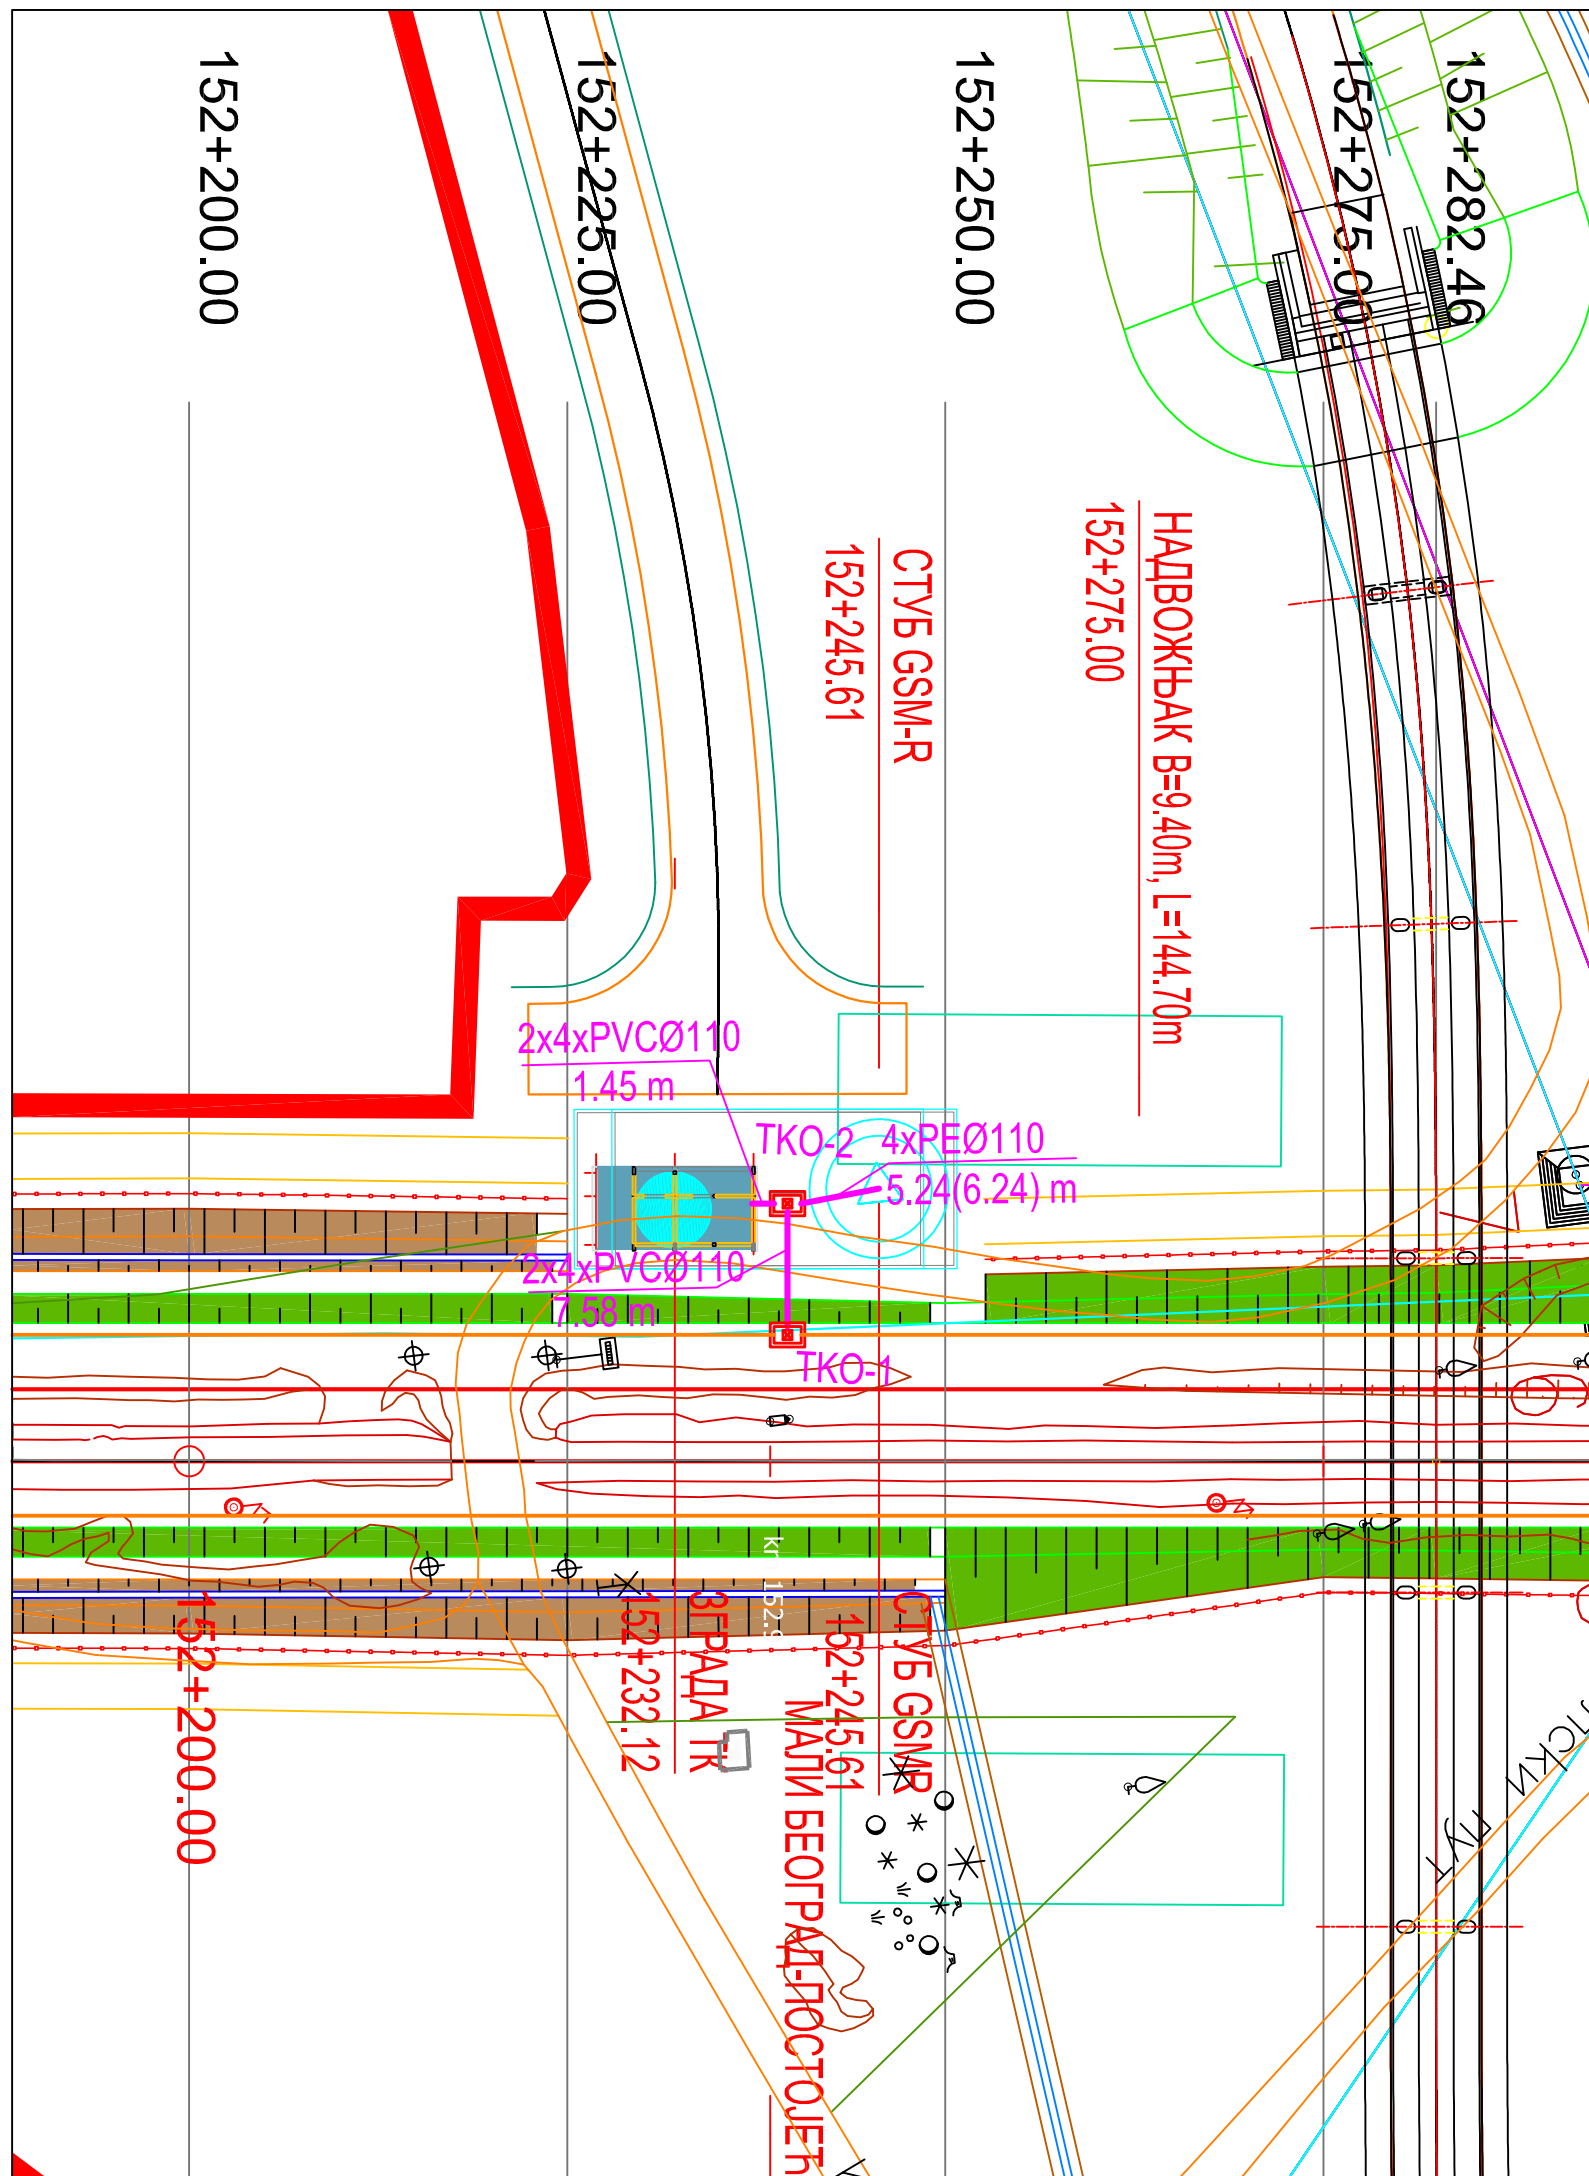 152+200.00
152+225.00
152+250.00
152+275.00
152+282.46
НАДВОЖЊАК B=9.40m, L=144.70m
152+275.00
СТУБ GSM-R
152+245.61
2x4xPVCØ110
1.45 m
TKO-2
4xPEØ110
5.24(6.24) m
2x4xPVCØ110
7.58 m
TKO-1
152+200.00
ЗГРАДА ТК
152+232.12
СТУБ GSMR
152+245.61
МАЛИ БЕОГРАД-ПОСТОЈЕЋ
пут